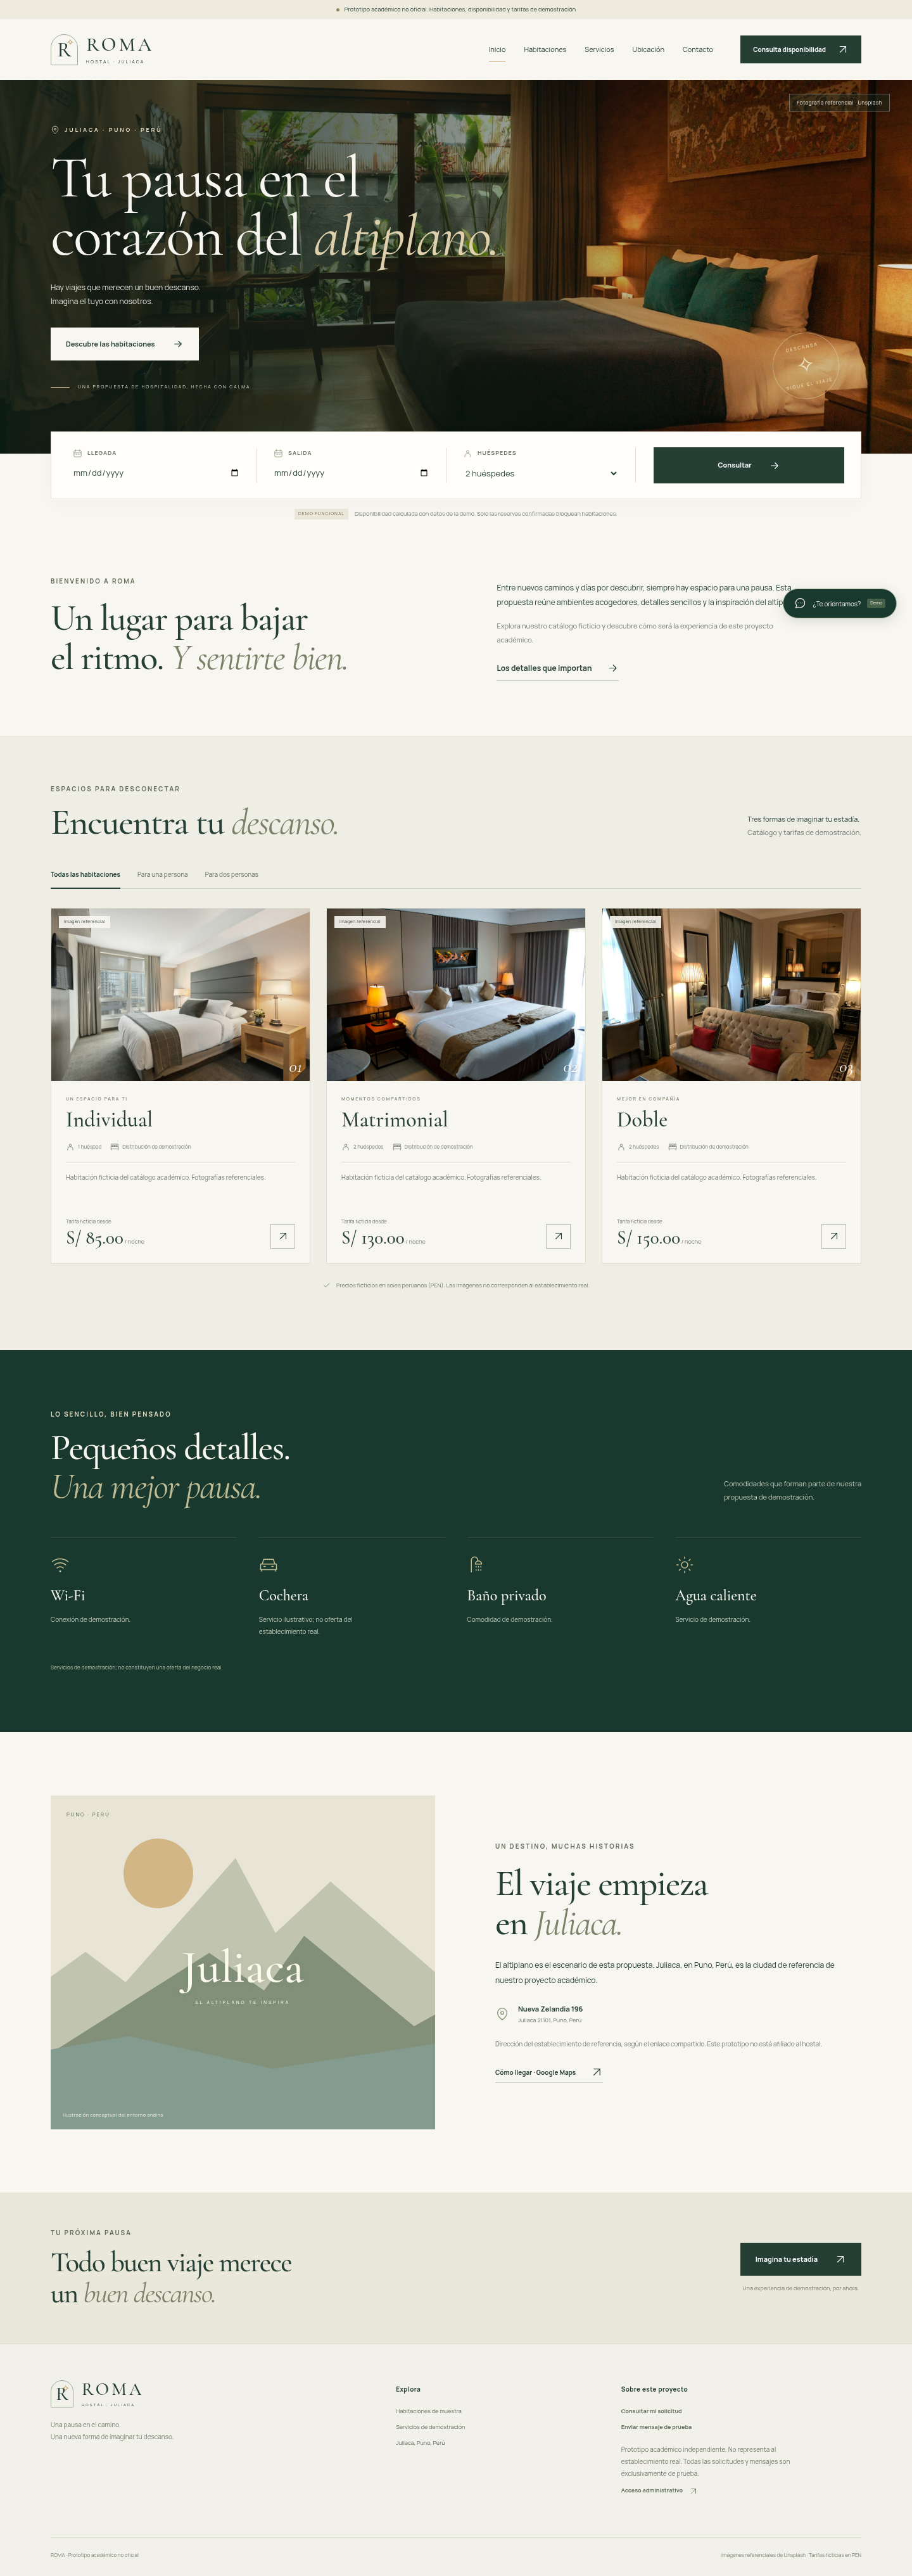 Prototipo académico no oficial. Habitaciones, disponibilidad y tarifas de demostración
R ROMA
HOSTAL · JULIACA
Inicio
Habitaciones
Servicios
Ubicación
Contacto
Consulta disponibilidad
Fotografía referencial · Unsplash
JULIACA · PUNO · PERÚ
Tu pausa en el
corazón del altiplano.
Hay viajes que merecen un buen descanso.
Imagina el tuyo con nosotros.
Descubre las habitaciones
DESCANSA
SIGUE EL VIAJE
UNA PROPUESTA DE HOSPITALIDAD, HECHA CON CALMA
LLEGADA
mm/dd/yyyy
SALIDA
mm/dd/yyyy
HUÉSPEDES
2 huéspedes
Consultar
DEMO FUNCIONAL
Disponibilidad calculada con datos de la demo. Solo las reservas confirmadas bloquean habitaciones.
BIENVENIDO A ROMA
Un lugar para bajar
el ritmo. Y sentirte bien.
Entre nuevos caminos y días por descubrir, siempre hay espacio para una pausa. Esta
propuesta reúne ambientes acogedores, detalles sencillos y la inspiración del altip
Explora nuestro catálogo ficticio y descubre cómo será la experiencia de este proyecto
académico.
Los detalles que importan
¿Te orientamos?
Demo
ESPACIOS PARA DESCONECTAR
Encuentra tu descanso.
Tres formas de imaginar tu estadía.
Catálogo y tarifas de demostración.
Todas las habitaciones
Para una persona
Para dos personas
Imagen referencial
01
UN ESPACIO PARA TI
Individual
1 huésped
Distribución de demostración
Habitación ficticia del catálogo académico. Fotografías referenciales.
Tarifa ficticia desde
S/ 85.00 / noche
Imagen referencial
02
MOMENTOS COMPARTIDOS
Matrimonial
2 huéspedes
Distribución de demostración
Habitación ficticia del catálogo académico. Fotografías referenciales.
Tarifa ficticia desde
S/ 130.00 / noche
Imagen referencial
03
MEJOR EN COMPAÑÍA
Doble
2 huéspedes
Distribución de demostración
Habitación ficticia del catálogo académico. Fotografías referenciales.
Tarifa ficticia desde
S/ 150.00 / noche
Precios ficticios en soles peruanos (PEN). Las imágenes no corresponden al establecimiento real.
LO SENCILLO, BIEN PENSADO
Pequeños detalles.
Una mejor pausa.
Comodidades que forman parte de nuestra
propuesta de demostración.
Wi-Fi
Conexión de demostración.
Cochera
Servicio ilustrativo; no oferta del
establecimiento real.
Baño privado
Comodidad de demostración.
Agua caliente
Servicio de demostración.
Servicios de demostración; no constituyen una oferta del negocio real.
PUNO · PERÚ
Juliaca
EL ALTIPLANO TE INSPIRA
Ilustración conceptual del entorno andino
UN DESTINO, MUCHAS HISTORIAS
El viaje empieza
en Juliaca.
El altiplano es el escenario de esta propuesta. Juliaca, en Puno, Perú, es la ciudad de referencia de
nuestro proyecto académico.
Nueva Zelandia 196
Juliaca 21101, Puno, Perú
Dirección del establecimiento de referencia, según el enlace compartido. Este prototipo no está afiliado al hostal.
Cómo llegar · Google Maps
TU PRÓXIMA PAUSA
Todo buen viaje merece
un buen descanso.
Imagina tu estadía
Una experiencia de demostración, por ahora.
R ROMA
HOSTAL · JULIACA
Una pausa en el camino.
Una nueva forma de imaginar tu descanso.
Explora
Habitaciones de muestra
Servicios de demostración
Juliaca, Puno, Perú
Sobre este proyecto
Consultar mi solicitud
Enviar mensaje de prueba
Prototipo académico independiente. No representa al
establecimiento real. Todas las solicitudes y mensajes son
exclusivamente de prueba.
Acceso administrativo
ROMA · Prototipo académico no oficial
Imágenes referenciales de Unsplash · Tarifas ficticias en PEN